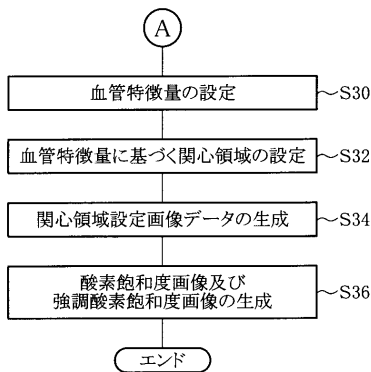 A
血管特徴量の設定
S30
血管特徴量に基づく関心領域の設定
S32
関心領域設定画像データの生成
S34
酸素飽和度画像及び
強調酸素飽和度画像の生成
S36
エンド